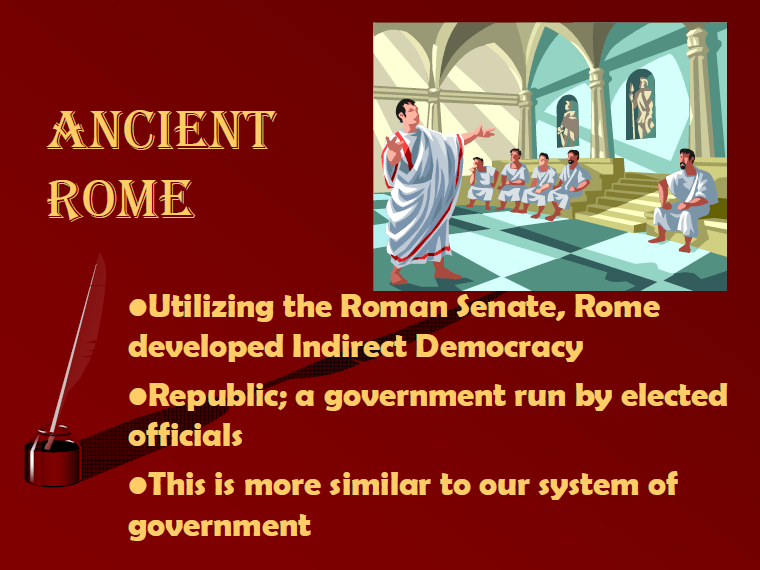 ANCIENT
ROME
•Utilizing the Roman Senate, Rome
developed Indirect Democracy
•Republic; a government run by elected
officials
•This is more similar to our system of
government